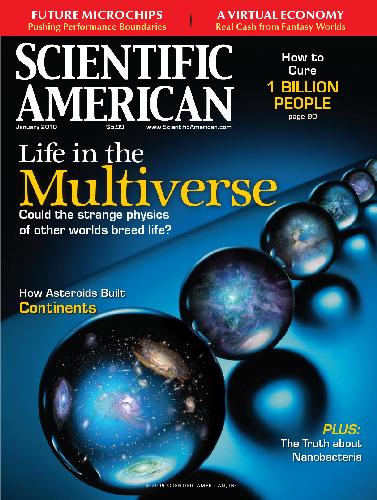 FUTURE MICROCHIPS
Pushing Performance Boundaries
A VIRTUAL ECONOMY
Real Cash from Fantasy Worlds
SCIENTIFIC
AMERICAN
January 2010 $5.99 www.ScientificAmerican.com
How to
Cure
1 BILLION
PEOPLE
Life in the
Multiverse
Could the strange physics
of other worlds breed life?
How Asteroids Built
Continents
PLUS:
The Truth about
Nanobacteria